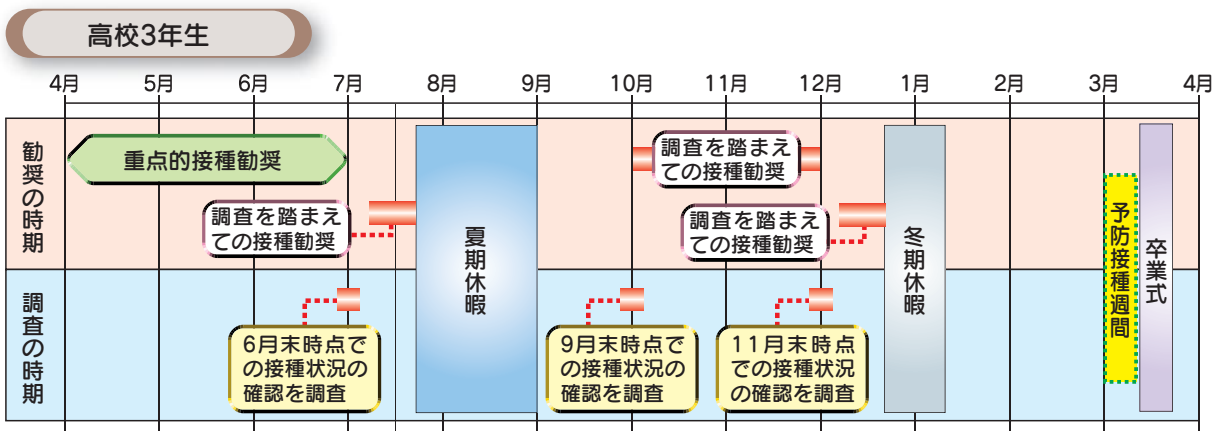 高校3年生
4月 5月 6月 7月 8月 9月 10月 11月 12月 1月 2月 3月 4月
勧奨の時期
重点的接種勧奨
調査を踏まえ
ての接種勧奨
調査を踏まえ
ての接種勧奨
調査を踏まえ
ての接種勧奨
夏期休暇
冬期休暇
予防接種週間
卒業式
調査の時期
6月末時点で
の接種状況の
確認を調査
9月末時点で
の接種状況の
確認を調査
11月末時点
での接種状況
の確認を調査